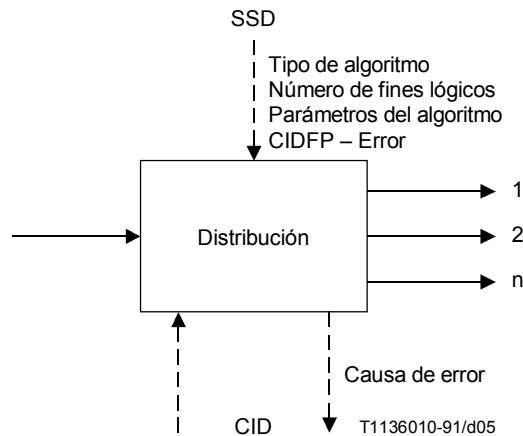 SSD
Tipo de algoritmo
Número de fines lógicos
Parámetros del algoritmo
CIDFP – Error
1
Distribución
2
n
Causa de error
CID
T1136010-91/d05